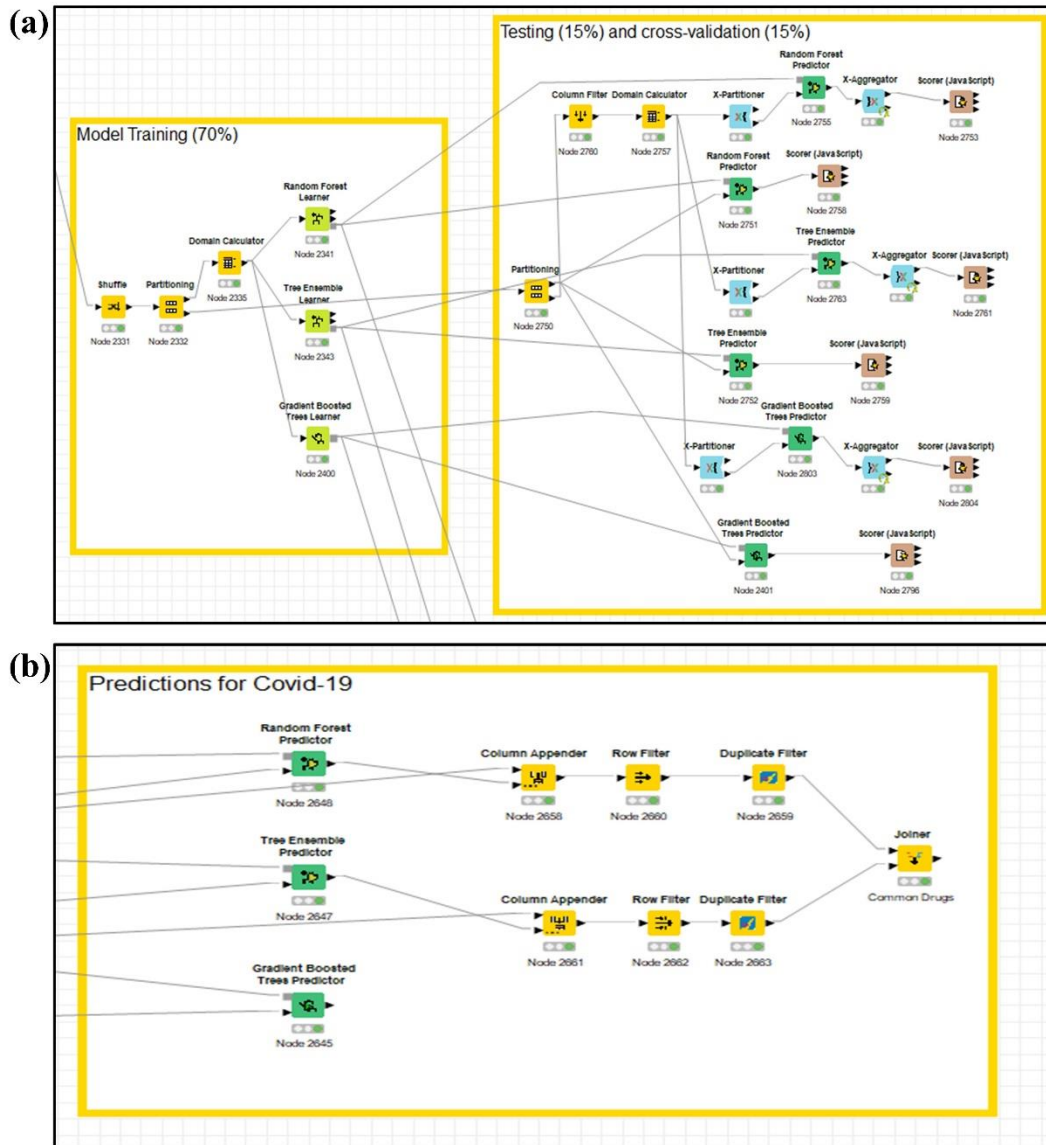 (a)
Model Training (70%)
Shuffle
Node 2331
Partitioning
Node 2332
Domain Calculator
Node 2335
Random Forest
Learner
Node 2341
Tree Ensemble
Learner
Node 2343
Gradient Boosted
Trees Learner
Node 2400
Testing (15%) and cross-validation (15%)
Partitioning
Node 2750
Column Filter
Node 2760
Domain Calculator
Node 2757
X-Partitioner
Random Forest
Predictor
Node 2755
X-Aggregator
Scorer (JavaScript)
Node 2753
Random Forest
Predictor
Node 2751
Scorer (JavaScript)
Node 2758
X-Partitioner
Tree Ensemble
Predictor
Node 2763
X-Aggregator
Scorer (JavaScript)
Node 2761
Tree Ensemble
Predictor
Node 2752
Scorer (JavaScript)
Node 2759
X-Partitioner
Gradient Boosted
Trees Predictor
Node 2803
X-Aggregator
Scorer (JavaScript)
Node 2804
Gradient Boosted
Trees Predictor
Node 2401
Scorer (JavaScript)
Node 2796
(b)
Predictions for Covid-19
Random Forest
Predictor
Node 2648
Column Appender
Node 2658
Row Filter
Node 2660
Duplicate Filter
Node 2659
Tree Ensemble
Predictor
Node 2647
Column Appender
Node 2661
Row Filter
Node 2662
Duplicate Filter
Node 2663
Joiner
Common Drugs
Gradient Boosted
Trees Predictor
Node 2645